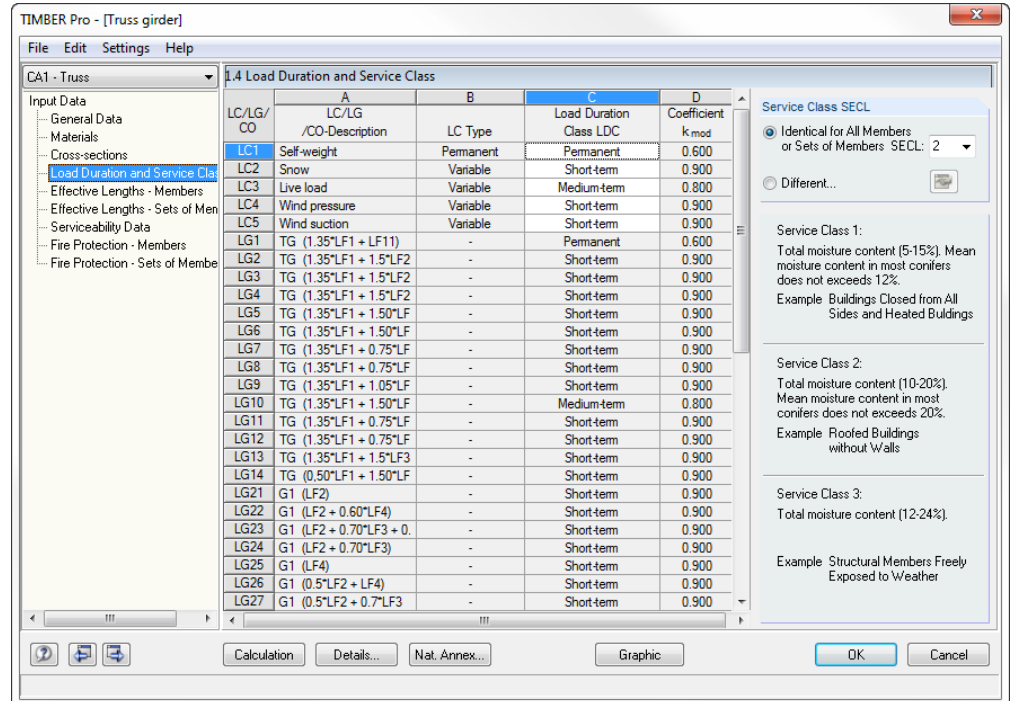 TIMBER Pro - [Truss girder]
File Edit Settings Help
CA1 - Truss
1.4 Load Duration and Service Class
Input Data
General Data
Materials
Cross-sections
Load Duration and Service Clas
Effective Lengths - Members
Effective Lengths - Sets of Men
Serviceability Data
Fire Protection - Members
Fire Protection - Sets of Membe
A B C D
LC/LG/ LC/LG Load Duration Coefficient
CO /CO-Description LC Type Class LDC k mod
LC1 Self-weight Permanent Permanent 0.600
LC2 Snow Variable Short-term 0.900
LC3 Live load Variable Medium-term 0.800
LC4 Wind pressure Variable Short-term 0.900
LC5 Wind suction Variable Short-term 0.900
LG1 TG (1.35*LF1 + LF11) - Permanent 0.600
LG2 TG (1.35*LF1 + 1.5*LF2 - Short-term 0.900
LG3 TG (1.35*LF1 + 1.5*LF2 - Short-term 0.900
LG4 TG (1.35*LF1 + 1.5*LF2 - Short-term 0.900
LG5 TG (1.35*LF1 + 1.50*LF - Short-term 0.900
LG6 TG (1.35*LF1 + 1.50*LF - Short-term 0.900
LG7 TG (1.35*LF1 + 0.75*LF - Short-term 0.900
LG8 TG (1.35*LF1 + 0.75*LF - Short-term 0.900
LG9 TG (1.35*LF1 + 1.05*LF - Short-term 0.900
LG10 TG (1.35*LF1 + 1.50*LF - Medium-term 0.800
LG11 TG (1.35*LF1 + 0.75*LF - Short-term 0.900
LG12 TG (1.35*LF1 + 0.75*LF - Short-term 0.900
LG13 TG (1.35*LF1 + 1.5*LF3 - Short-term 0.900
LG14 TG (0,50*LF1 + 1.50*LF - Short-term 0.900
LG21 G1 (LF2) - Short-term 0.900
LG22 G1 (LF2 + 0.60*LF4) - Short-term 0.900
LG23 G1 (LF2 + 0.70*LF3 + 0. - Short-term 0.900
LG24 G1 (LF2 + 0.70*LF3) - Short-term 0.900
LG25 G1 (LF4) - Short-term 0.900
LG26 G1 (0.5*LF2 + LF4) - Short-term 0.900
LG27 G1 (0.5*LF2 + 0.7*LF3 - Short-term 0.900
Service Class SECL
Identical for All Members
or Sets of Members SECL: 2
Different...
Service Class 1:
Total moisture content (5-15%). Mean
moisture content in most conifers
does not exceeds 12%.
Example Buildings Closed from All
Sides and Heated Buldings
Service Class 2:
Total moisture content (10-20%).
Mean moisture content in most
conifers does not exceeds 20%.
Example Roofed Buildings
without Walls
Service Class 3:
Total moisture content (12-24%).
Example Structural Members Freely
Exposed to Weather
Calculation Details... Nat. Annex... Graphic OK Cancel